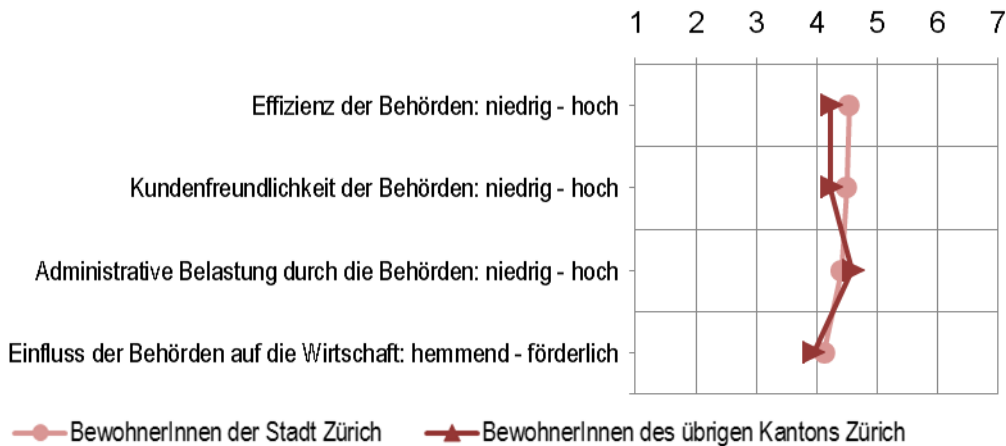 1 2 3 4 5 6 7
Effizienz der Behörden: niedrig - hoch
Kundenfreundlichkeit der Behörden: niedrig - hoch
Administrative Belastung durch die Behörden: niedrig - hoch
Einfluss der Behörden auf die Wirtschaft: hemmend - förderlich
BewohnerInnen der Stadt Zürich BewohnerInnen des übrigen Kantons Zürich